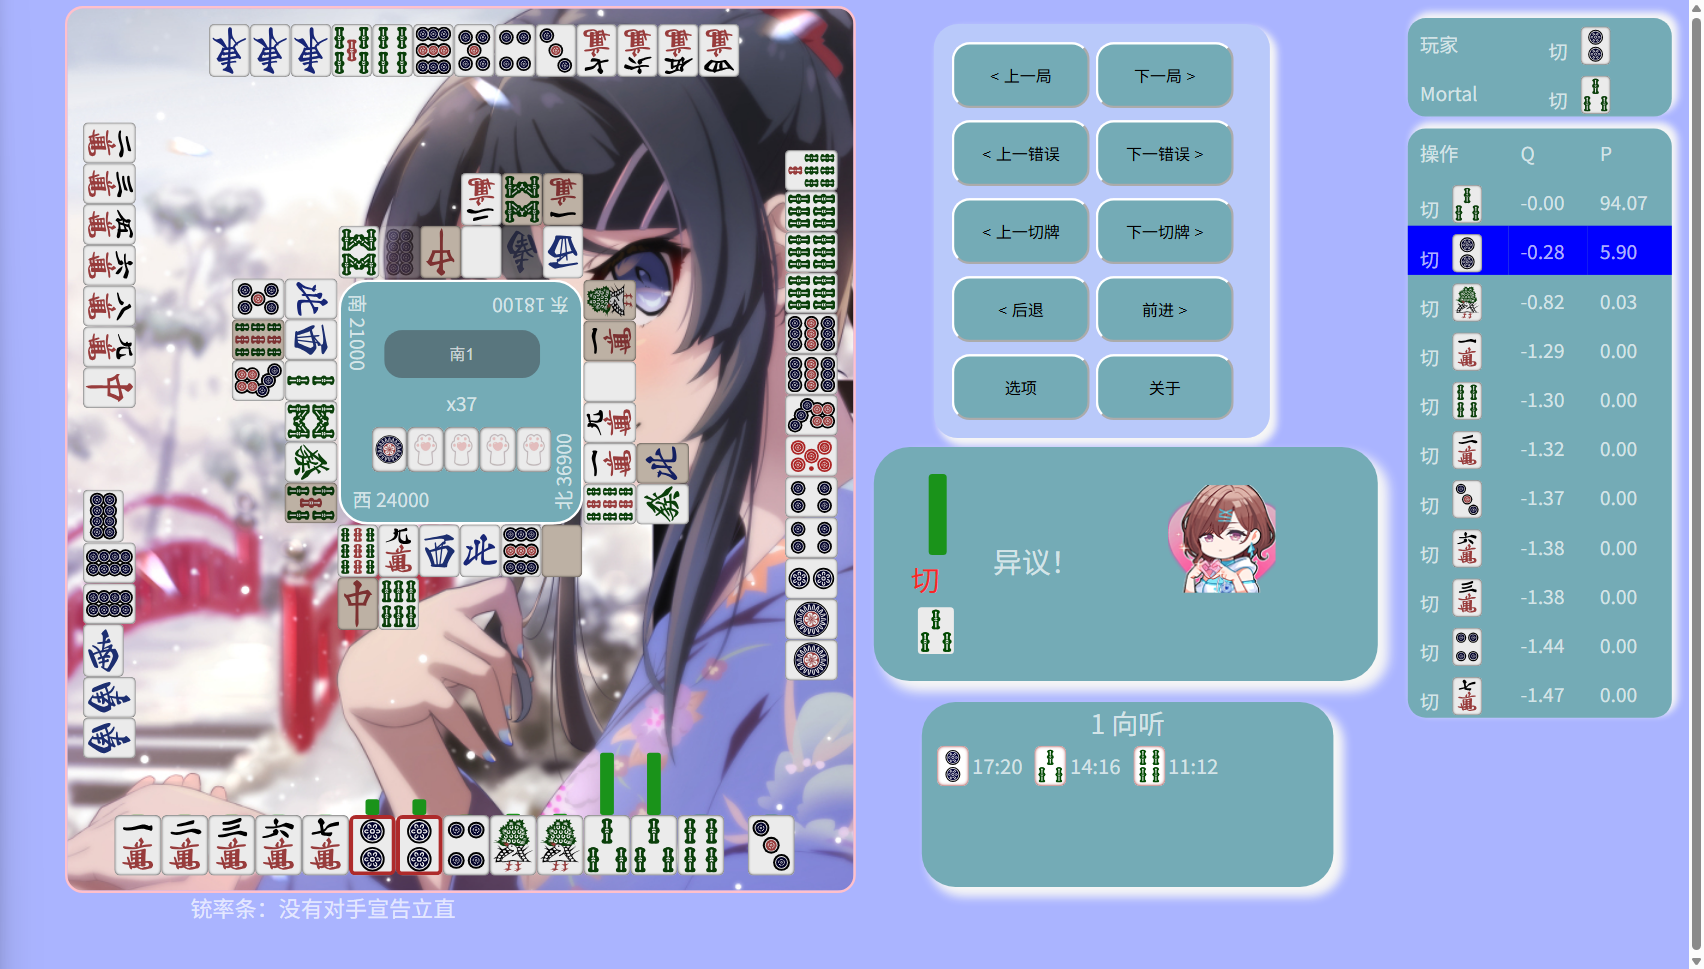 < 上一局
下一局 >
< 上一错误
下一错误 >
< 上一切牌
下一切牌 >
< 后退
前进 >
选项
关于
玩家 切
Mortal 切
操作 Q P
切 -0.00 94.07
切 -0.28 5.90
切 -0.82 0.03
切 -1.29 0.00
切 -1.30 0.00
切 -1.32 0.00
切 -1.37 0.00
切 -1.38 0.00
切 -1.38 0.00
切 -1.44 0.00
切 -1.47 0.00
东 18100
南 21000
南1
x37
北 36900
西 24000
切
异议！
1 向听
17:20 14:16 11:12
铳率条：没有对手宣告立直